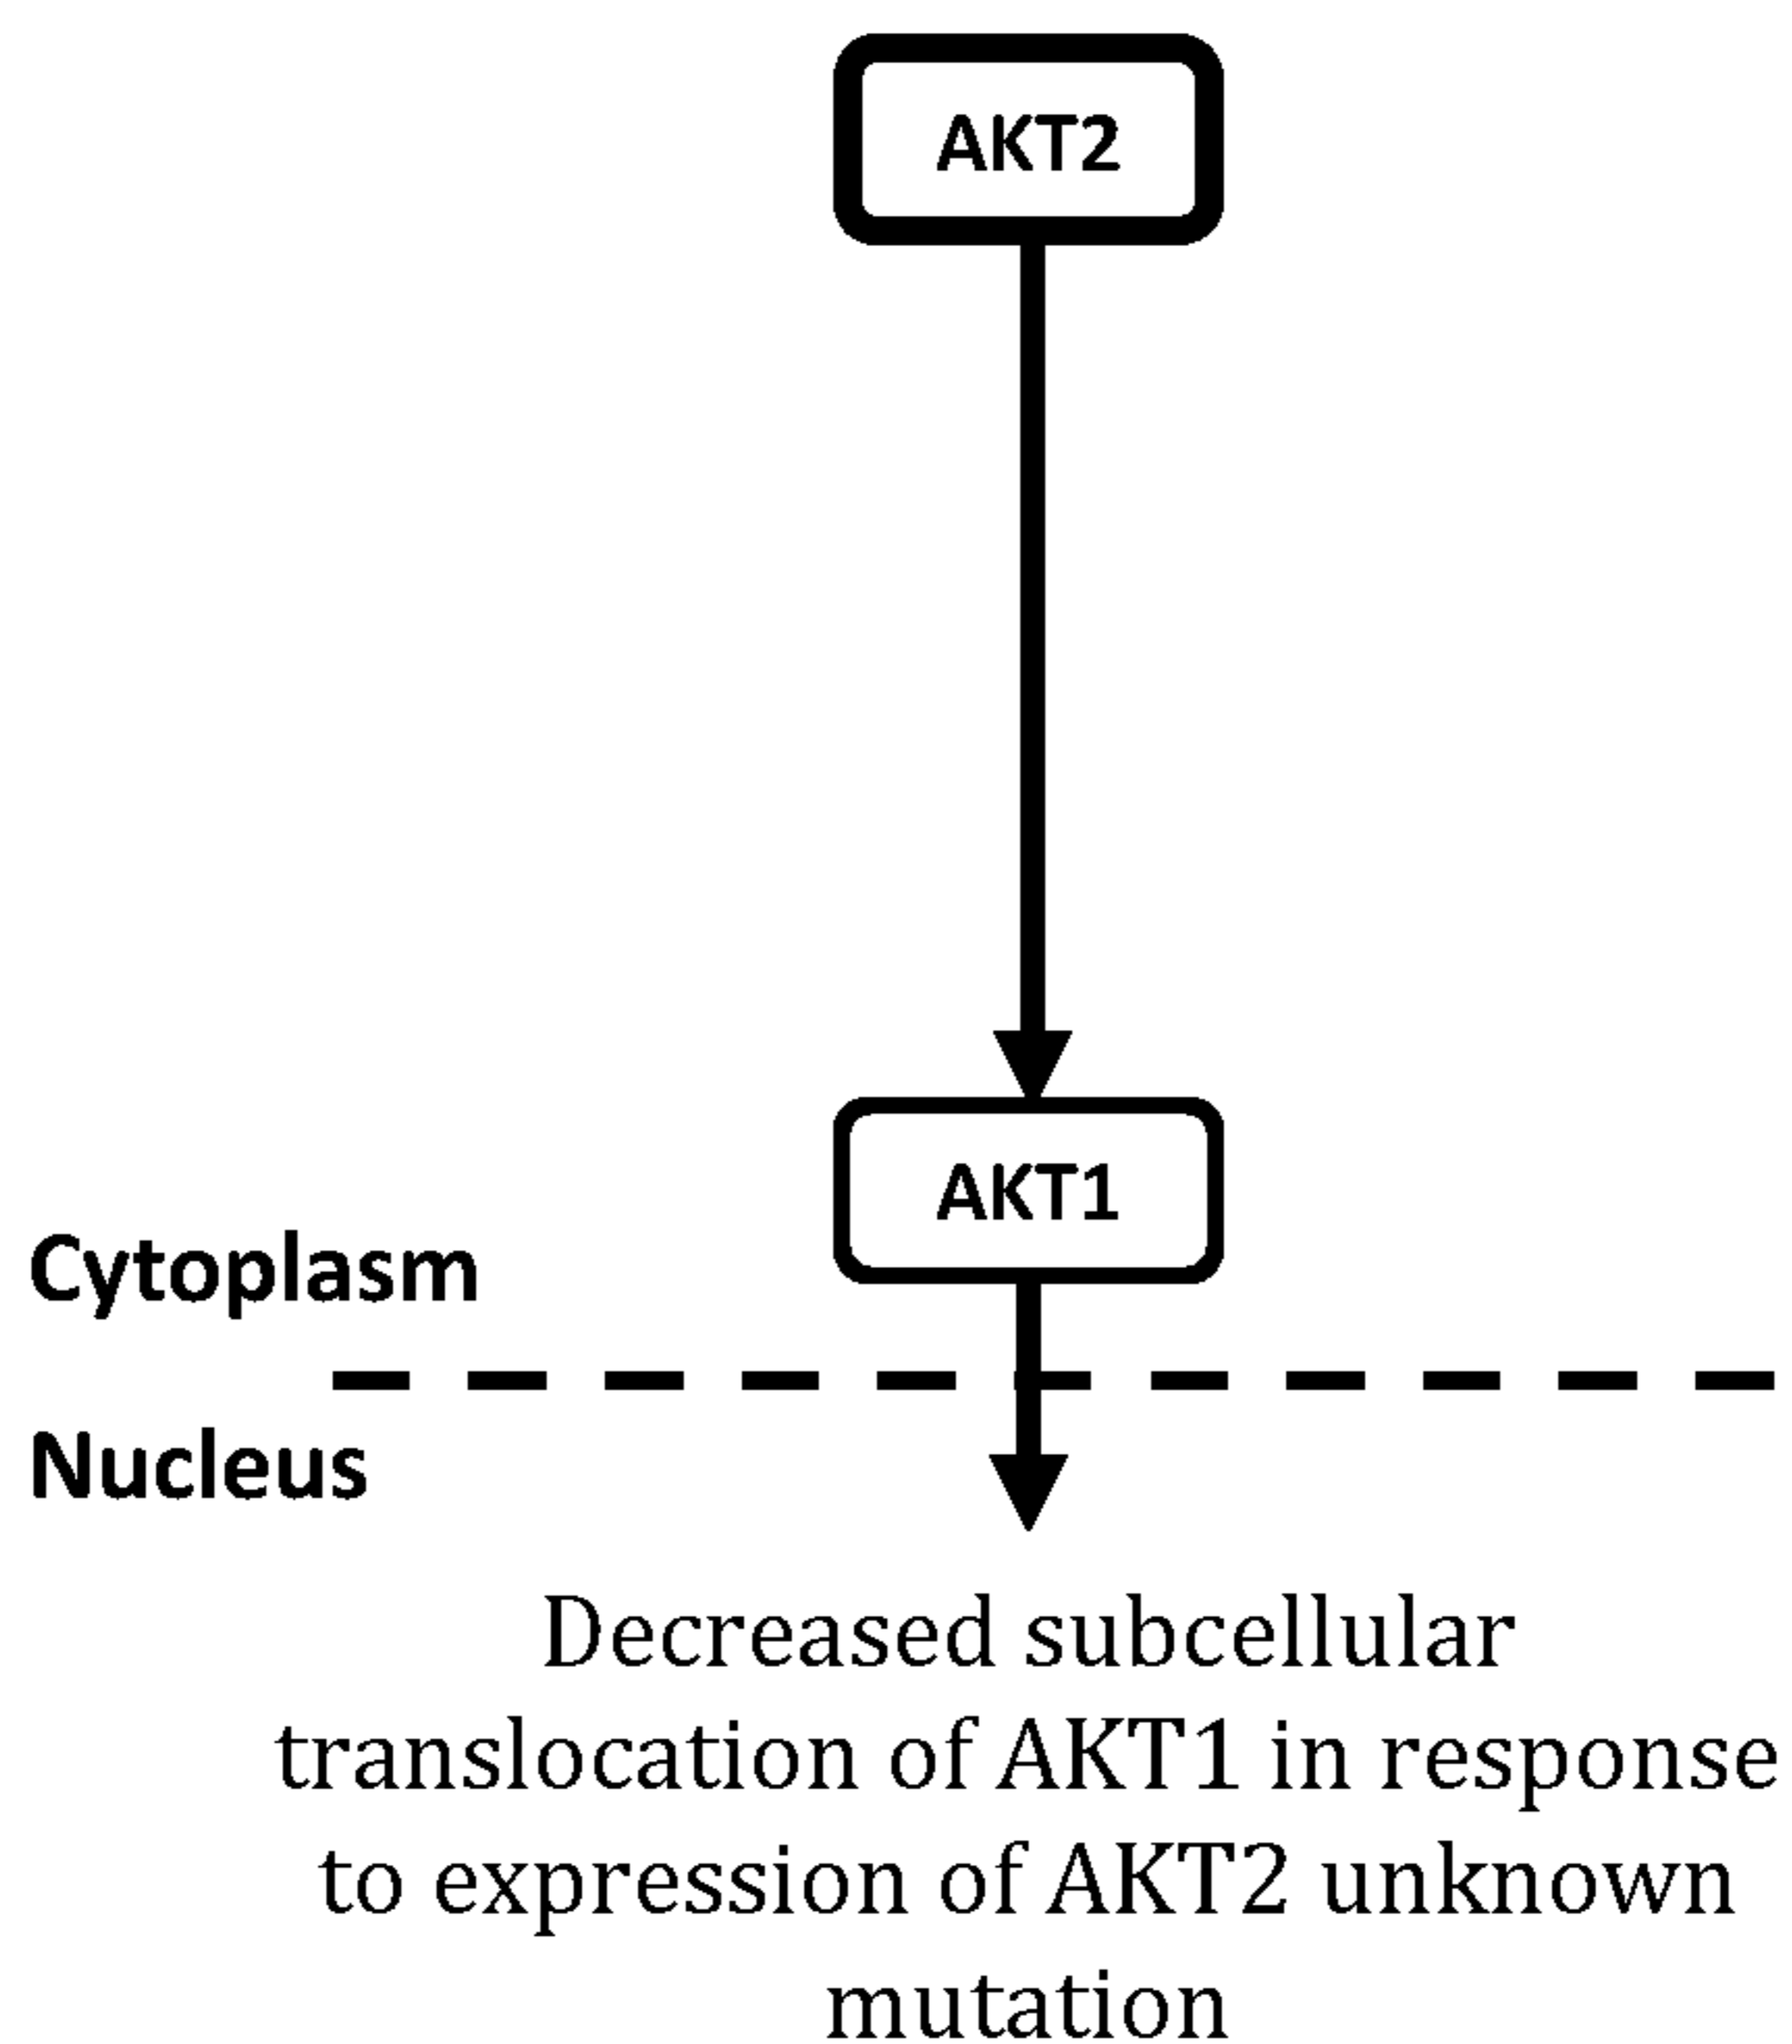 AKT2
AKT1
Cytoplasm
Nucleus
Decreased subcellular
translocation of AKT1 in response
to expression of AKT2 unknown
mutation